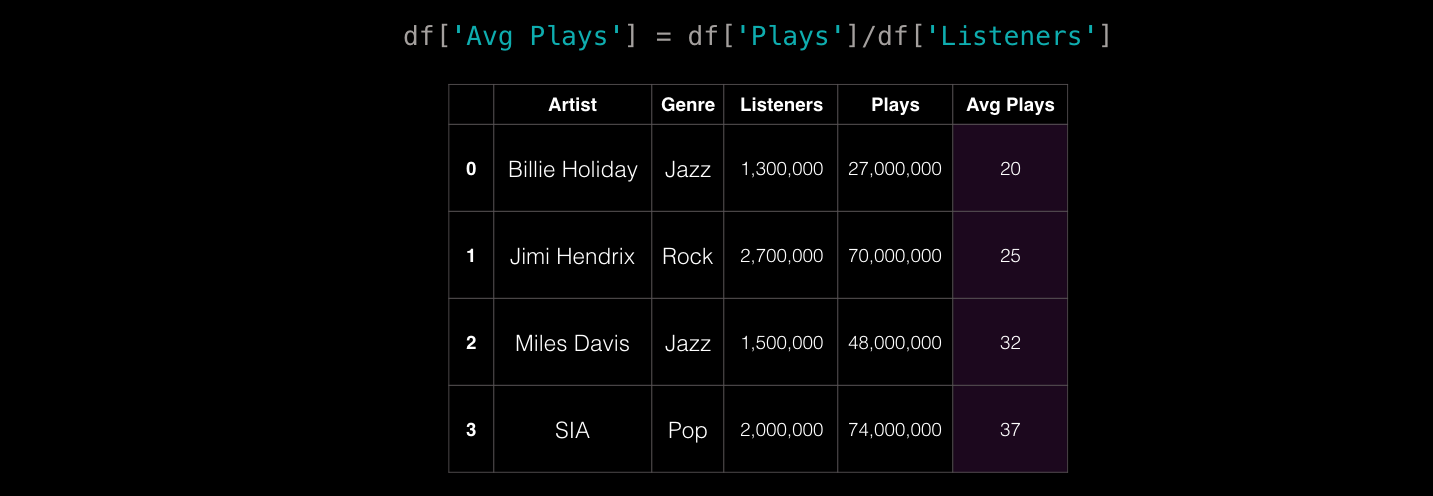 df['Avg Plays'] = df['Plays']/df['Listeners']
Artist Genre Listeners Plays Avg Plays
0 Billie Holiday Jazz 1,300,000 27,000,000 20
1 Jimi Hendrix Rock 2,700,000 70,000,000 25
2 Miles Davis Jazz 1,500,000 48,000,000 32
3 SIA Pop 2,000,000 74,000,000 37